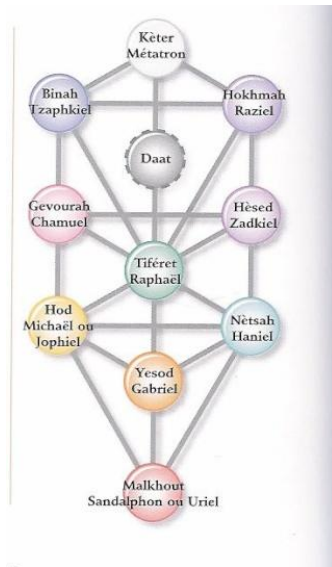 Kèter
Métatron
Binah
Tzaphkiel
Hokhmah
Raziel
Daat
Gevourah
Chamuel
Hèsed
Zadkiel
Tiféret
Raphaël
Hod
Michaël ou
Jophiel
Nètsah
Haniel
Yesod
Gabriel
Malkhout
Sandalphon ou Uriel